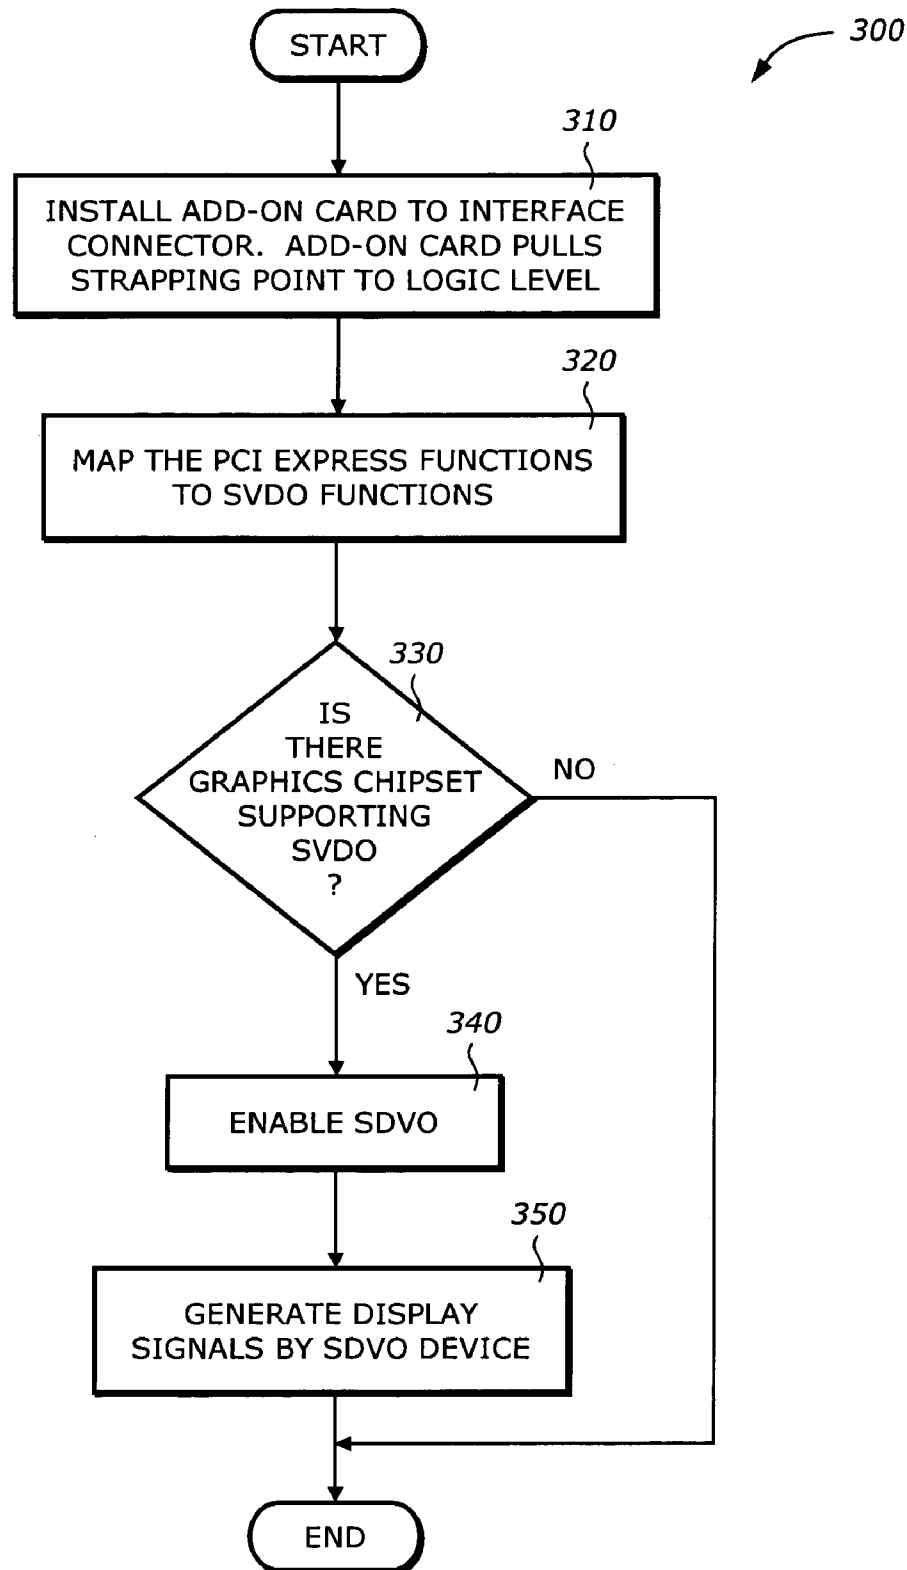 START
300
310
INSTALL ADD-ON CARD TO INTERFACE
CONNECTOR. ADD-ON CARD PULLS
STRAPPING POINT TO LOGIC LEVEL
320
MAP THE PCI EXPRESS FUNCTIONS
TO SVDO FUNCTIONS
330
IS
THERE
GRAPHICS CHIPSET
SUPPORTING
SVDO
?
NO
YES
340
ENABLE SDVO
350
GENERATE DISPLAY
SIGNALS BY SDVO DEVICE
END